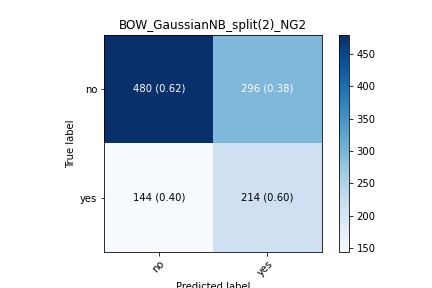 BOW_GaussianNB_split(2)_NG2
no
480 (0.62)
296 (0.38)
yes
144 (0.40)
214 (0.60)
True label
no
yes
Predicted label
450
400
350
300
250
200
150